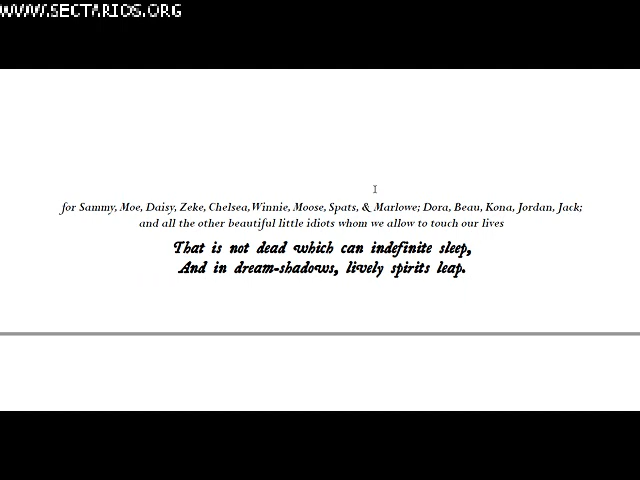 WWW.SECTARIOS.ORG
for Sammy, Moe, Daisy, Zeke, Chelsea, Winnie, Moose, Spats, & Marlowe; Dora, Beau, Kona, Jordan, Jack;
and all the other beautiful little idiots whom we allow to touch our lives
That is not dead which can indefinite sleep,
And in dream-shadows, lively spirits leap.